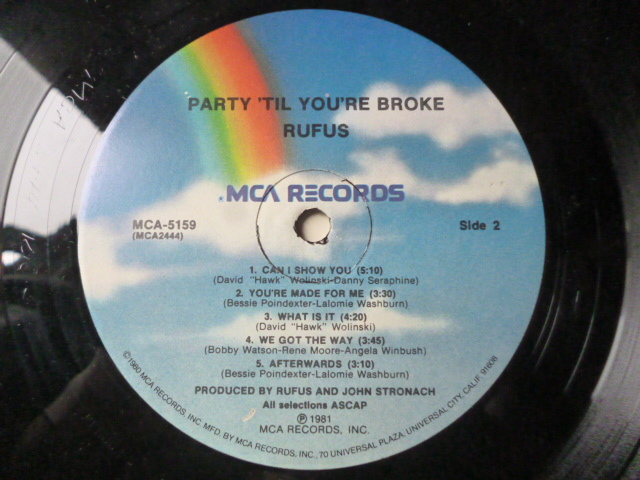 PARTY 'TIL YOU'RE BROKE
RUFUS
MCA RECORDS
MCA-5159
(MCA2444)
Side 2
1. CAN I SHOW YOU (5:10)
(David "Hawk" Wolinski-Danny Seraphine)
2. YOU'RE MADE FOR ME (3:30)
(Bessie Poindexter-Lalomie Washburn)
3. WHAT IS IT (4:20)
(David "Hawk" Wolinski)
4. WE GOT THE WAY (3:45)
(Bobby Watson-Rene Moore-Angela Winbush)
5. AFTERWARDS (3:10)
(Bessie Poindexter-Lalomie Washburn)
PRODUCED BY RUFUS AND JOHN STRONACH
All selections ASCAP
℗ 1981
MCA RECORDS, INC.
©1980 MCA RECORDS, INC. MFD. BY MCA RECORDS, INC., 70 UNIVERSAL PLAZA, UNIVERSAL CITY, CALIF. 91608